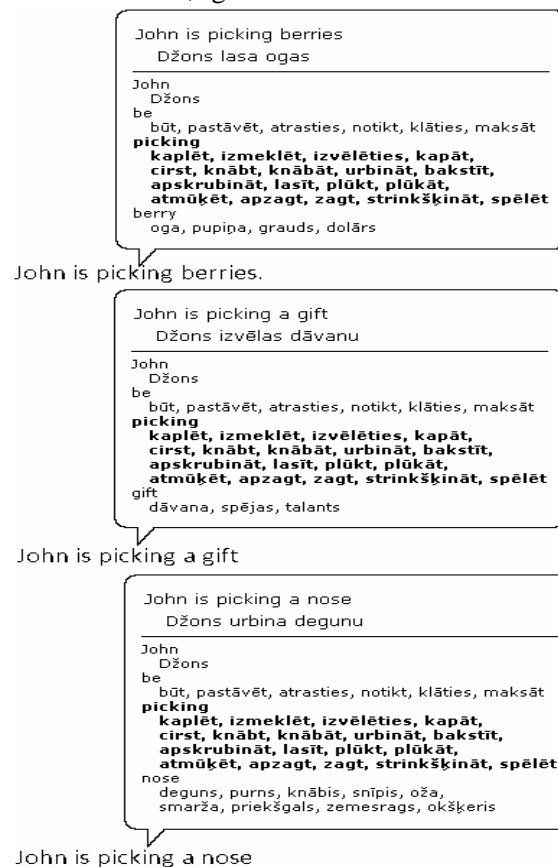 John is picking berries
Džons lasa ogas
John
Džons
be
būt, pastāvēt, atrasties, notikt, klāties, maksāt
picking
kaplēt, izmeklēt, izvēlēties, kapāt,
cirst, knābt, knābāt, urbināt, bakstīt,
apskrubināt, lasīt, plūkt, plūkāt,
atmūķēt, apzagt, zagt, strinkšķināt, spēlēt
berry
oga, pupiņa, grauds, dolārs
John is picking berries.
John is picking a gift
Džons izvēlas dāvanu
John
Džons
be
būt, pastāvēt, atrasties, notikt, klāties, maksāt
picking
kaplēt, izmeklēt, izvēlēties, kapāt,
cirst, knābt, knābāt, urbināt, bakstīt,
apskrubināt, lasīt, plūkt, plūkāt,
atmūķēt, apzagt, zagt, strinkšķināt, spēlēt
gift
dāvana, spējas, talants
John is picking a gift
John is picking a nose
Džons urbina degunu
John
Džons
be
būt, pastāvēt, atrasties, notikt, klāties, maksāt
picking
kaplēt, izmeklēt, izvēlēties, kapāt,
cirst, knābt, knābāt, urbināt, bakstīt,
apskrubināt, lasīt, plūkt, plūkāt,
atmūķēt, apzagt, zagt, strinkšķināt, spēlēt
nose
deguns, purns, knābis, snīpis, oža,
smarža, priekšgals, zemesrags, okšķeris
John is picking a nose